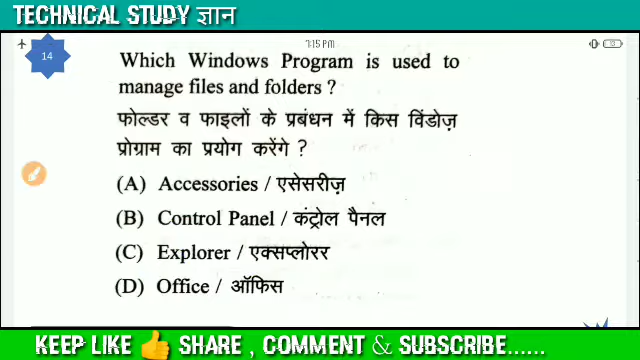 TECHNICAL STUDY ज्ञान
7:15 PM
14
Which Windows Program is used to
manage files and folders ?
फोल्डर व फाइलों के प्रबंधन में किस विंडोज़
प्रोग्राम का प्रयोग करेंगे ?
(A) Accessories / एसेसरीज़
(B) Control Panel / कंट्रोल पैनल
(C) Explorer / एक्सप्लोरर
(D) Office / ऑफिस
KEEP LIKE 👍 SHARE , COMMENT & SUBSCRIBE......